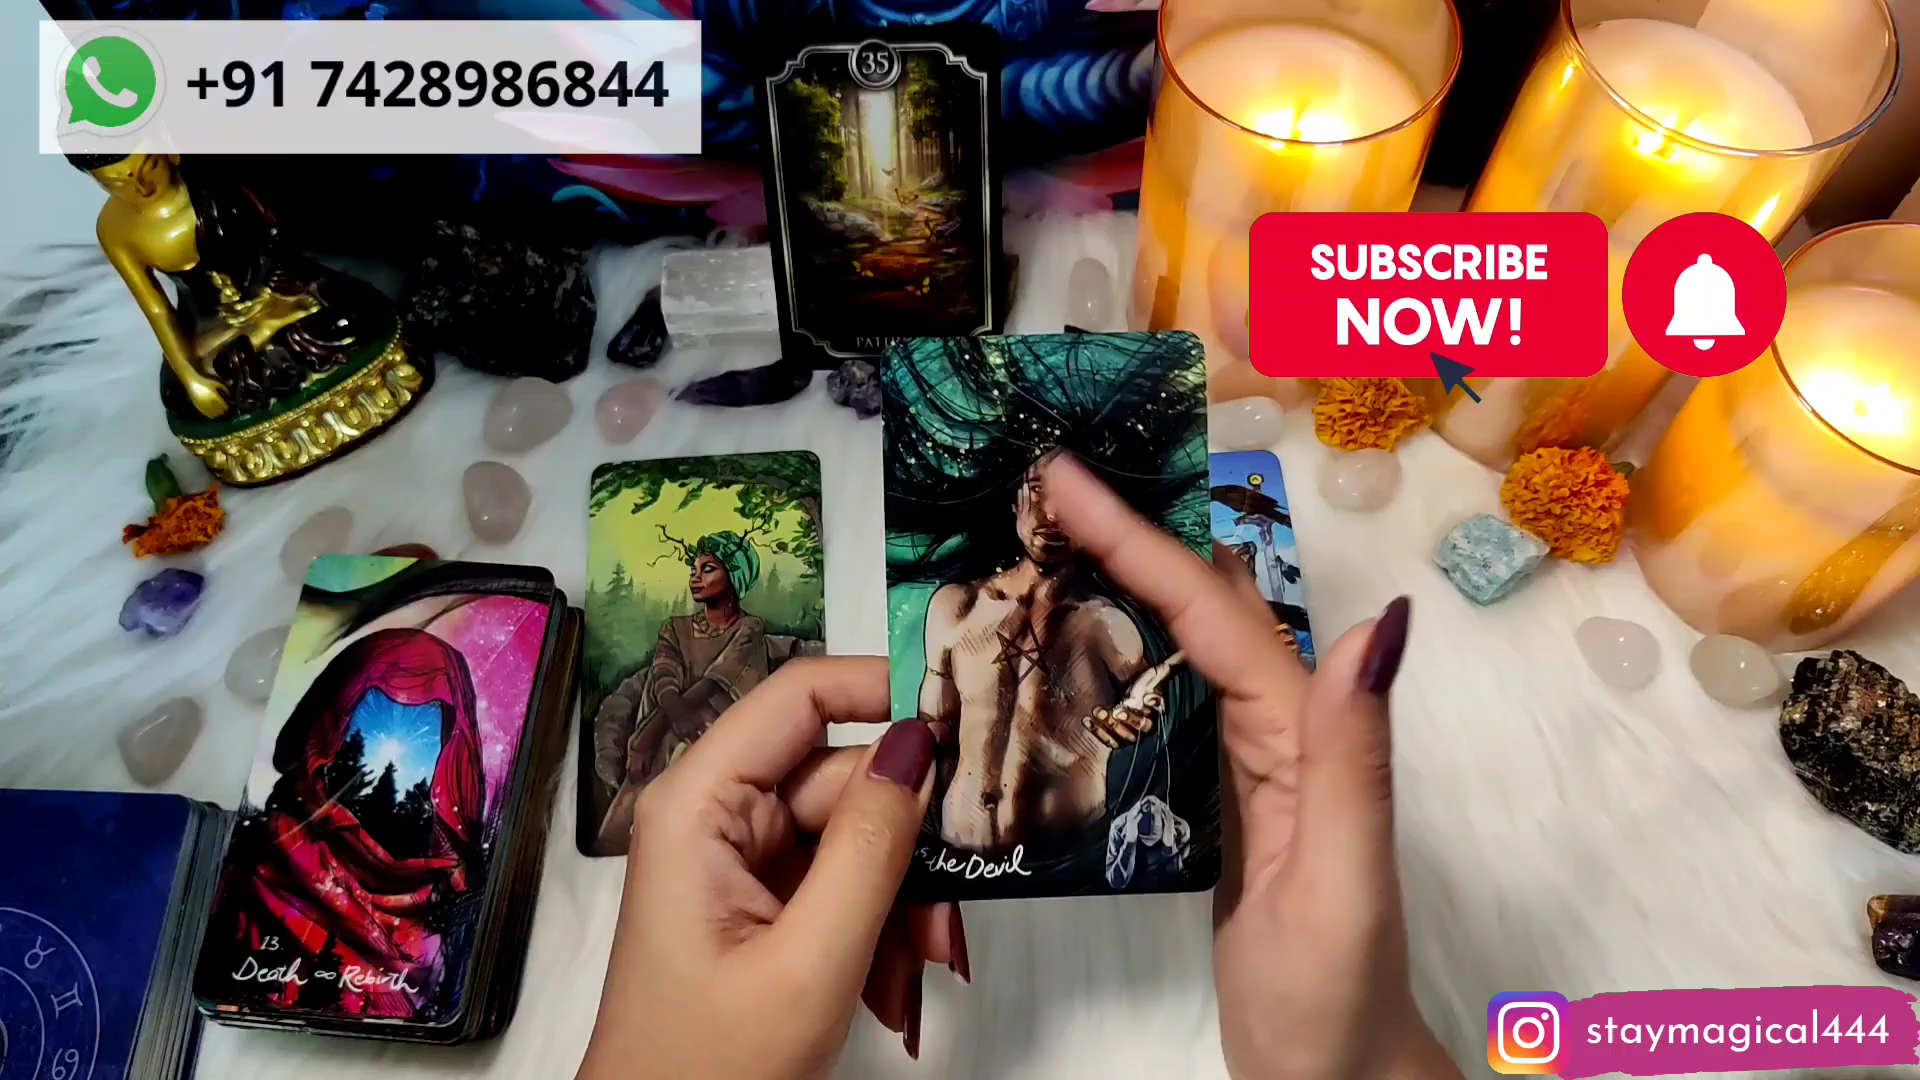 +91 7428986844
35
SUBSCRIBE
NOW!
the Devil
13.
Death ∞ Rebirth
staymagical444